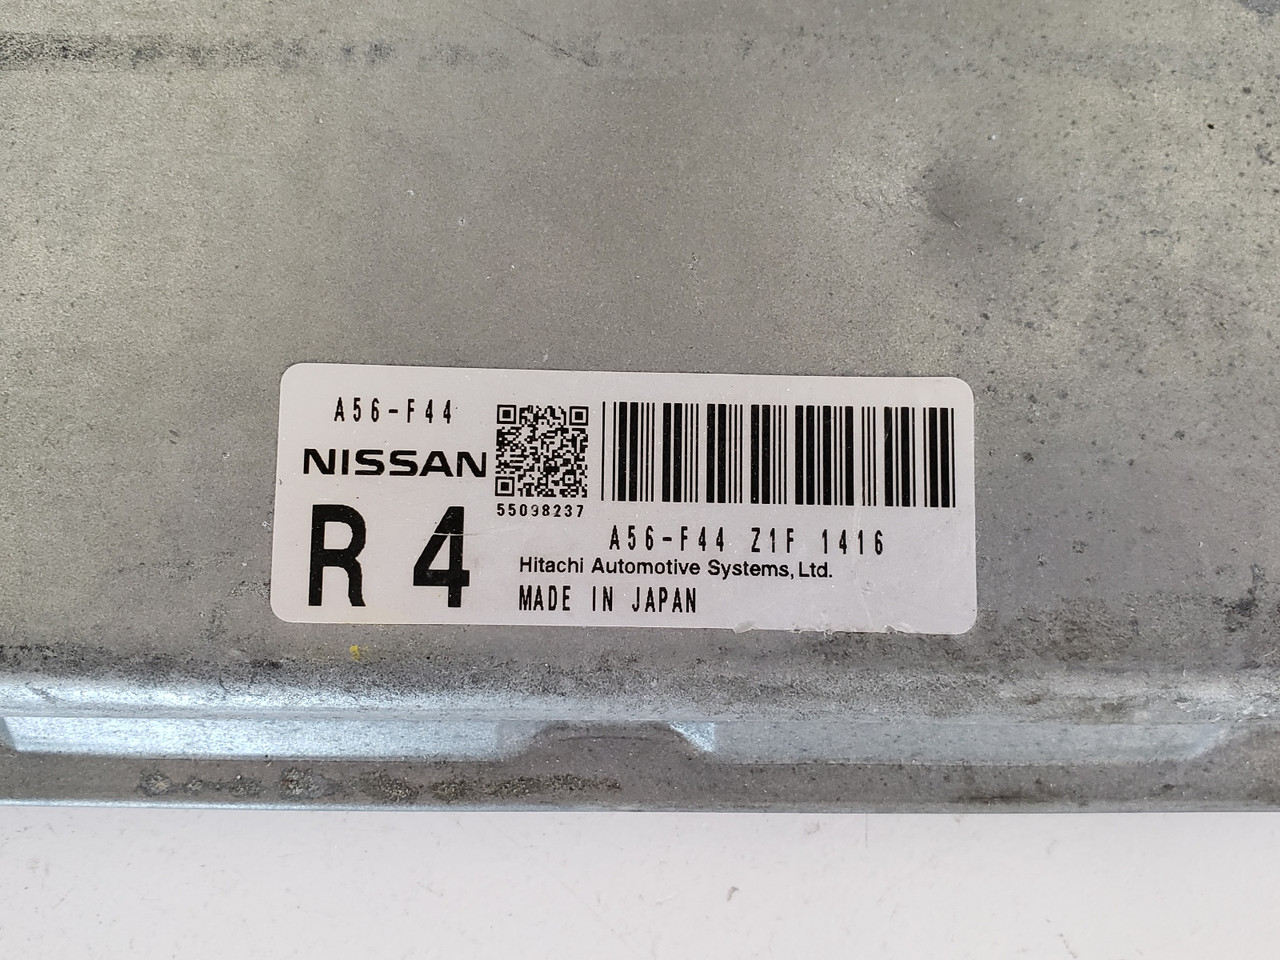 A56-F44
NISSAN
R 4
55098237
A56-F44 Z1F 1416
Hitachi Automotive Systems, Ltd.
MADE IN JAPAN